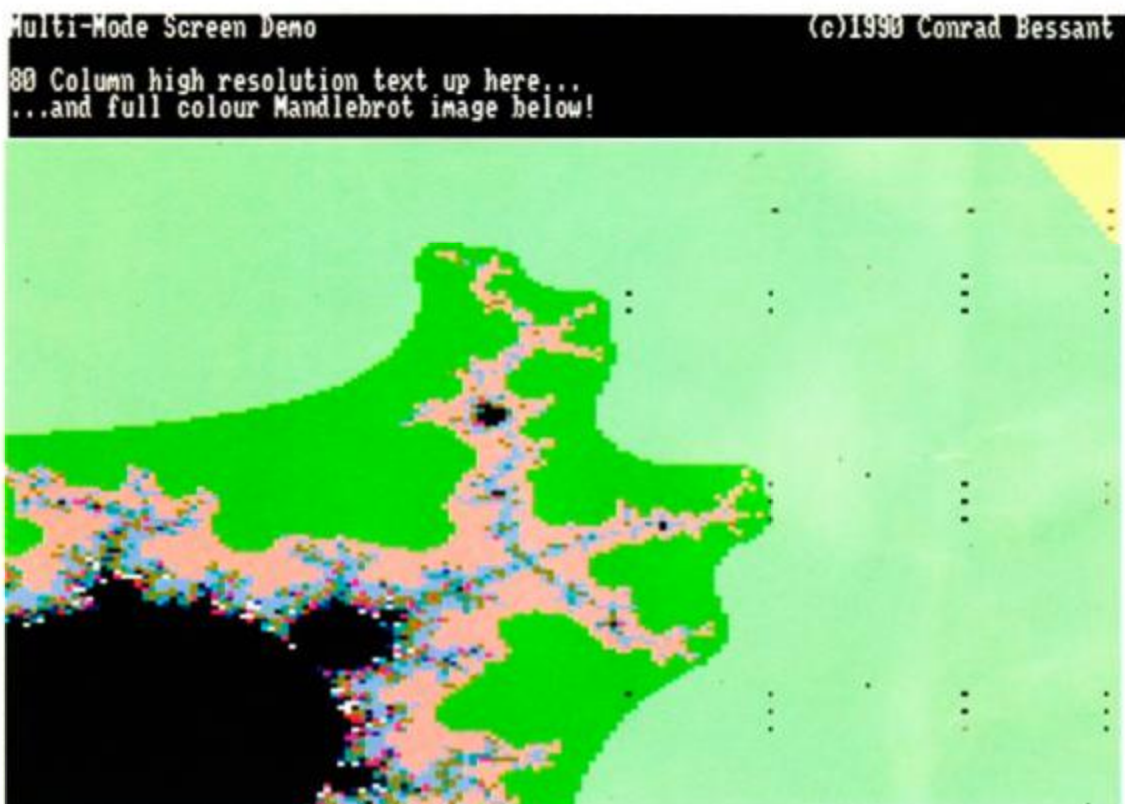 Multi-Mode Screen Demo (c)1990 Conrad Bessant
80 Column high resolution text up here...
...and full colour Mandlebrot image below!